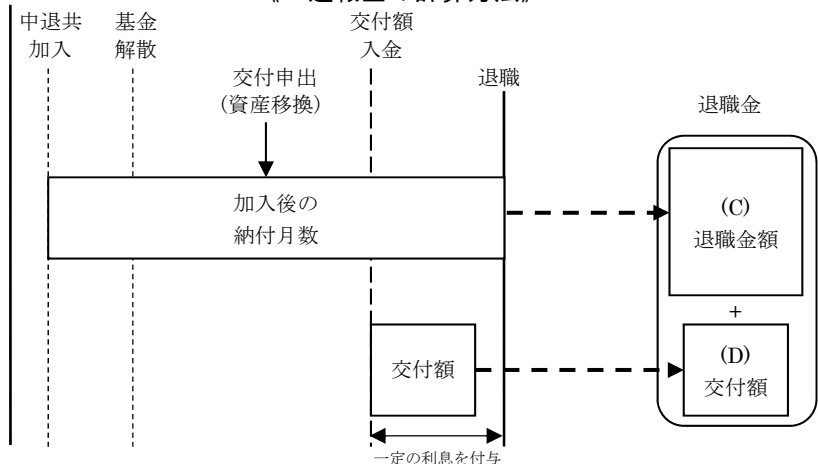 中退共
加入
基金
解散
交付額
入金
交付申出
(資産移換)
退職
退職金
加入後の
納付月数
(C)
退職金額
+
交付額
(D)
交付額
一定の利息を付与